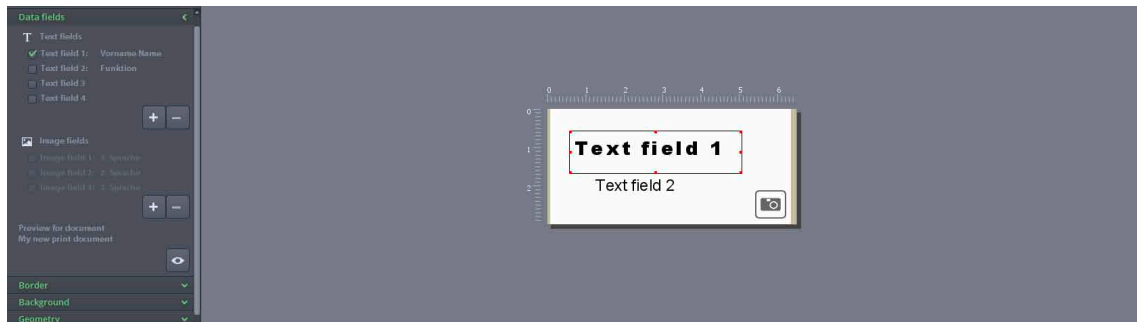 Data fields
Text fields
Text field 1: Vorname Name
Text field 2: Funktion
Text field 3
Text field 4
Image fields
Image field 1: 1. Sprache
Image field 2: 2. Sprache
Image field 3: 3. Sprache
Preview for document
My new print document
Border
Background
Geometry
0 1 2 3 4 5 6
0
1
2
Text field 1
Text field 2